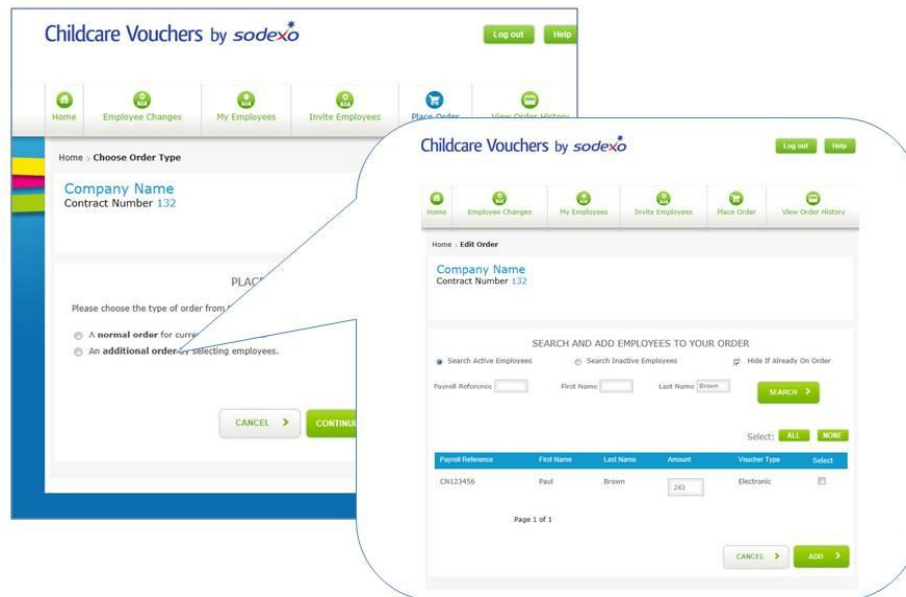 Childcare Vouchers by sodexo
Log out Help
Home Employee Changes My Employees Invite Employees Place Order View Order History
Home > Choose Order Type
Company Name
Contract Number 132
PLAC
Please choose the type of order from
A normal order for curre
An additional order by selecting employees.
CANCEL >
CONTINU
Childcare Vouchers by sodexo
Log out Help
Home Employee Changes My Employees Invite Employees Place Order View Order History
Home > Edit Order
Company Name
Contract Number 132
SEARCH AND ADD EMPLOYEES TO YOUR ORDER
Search Active Employees Search Inactive Employees Hide If Already On Order
Payroll Reference First Name Last Name Brown SEARCH >
Select: ALL NONE
Payroll Reference First Name Last Name Amount Voucher Type Select
CN123456 Paul Brown 243 Electronic
Page 1 of 1
CANCEL > ADD >